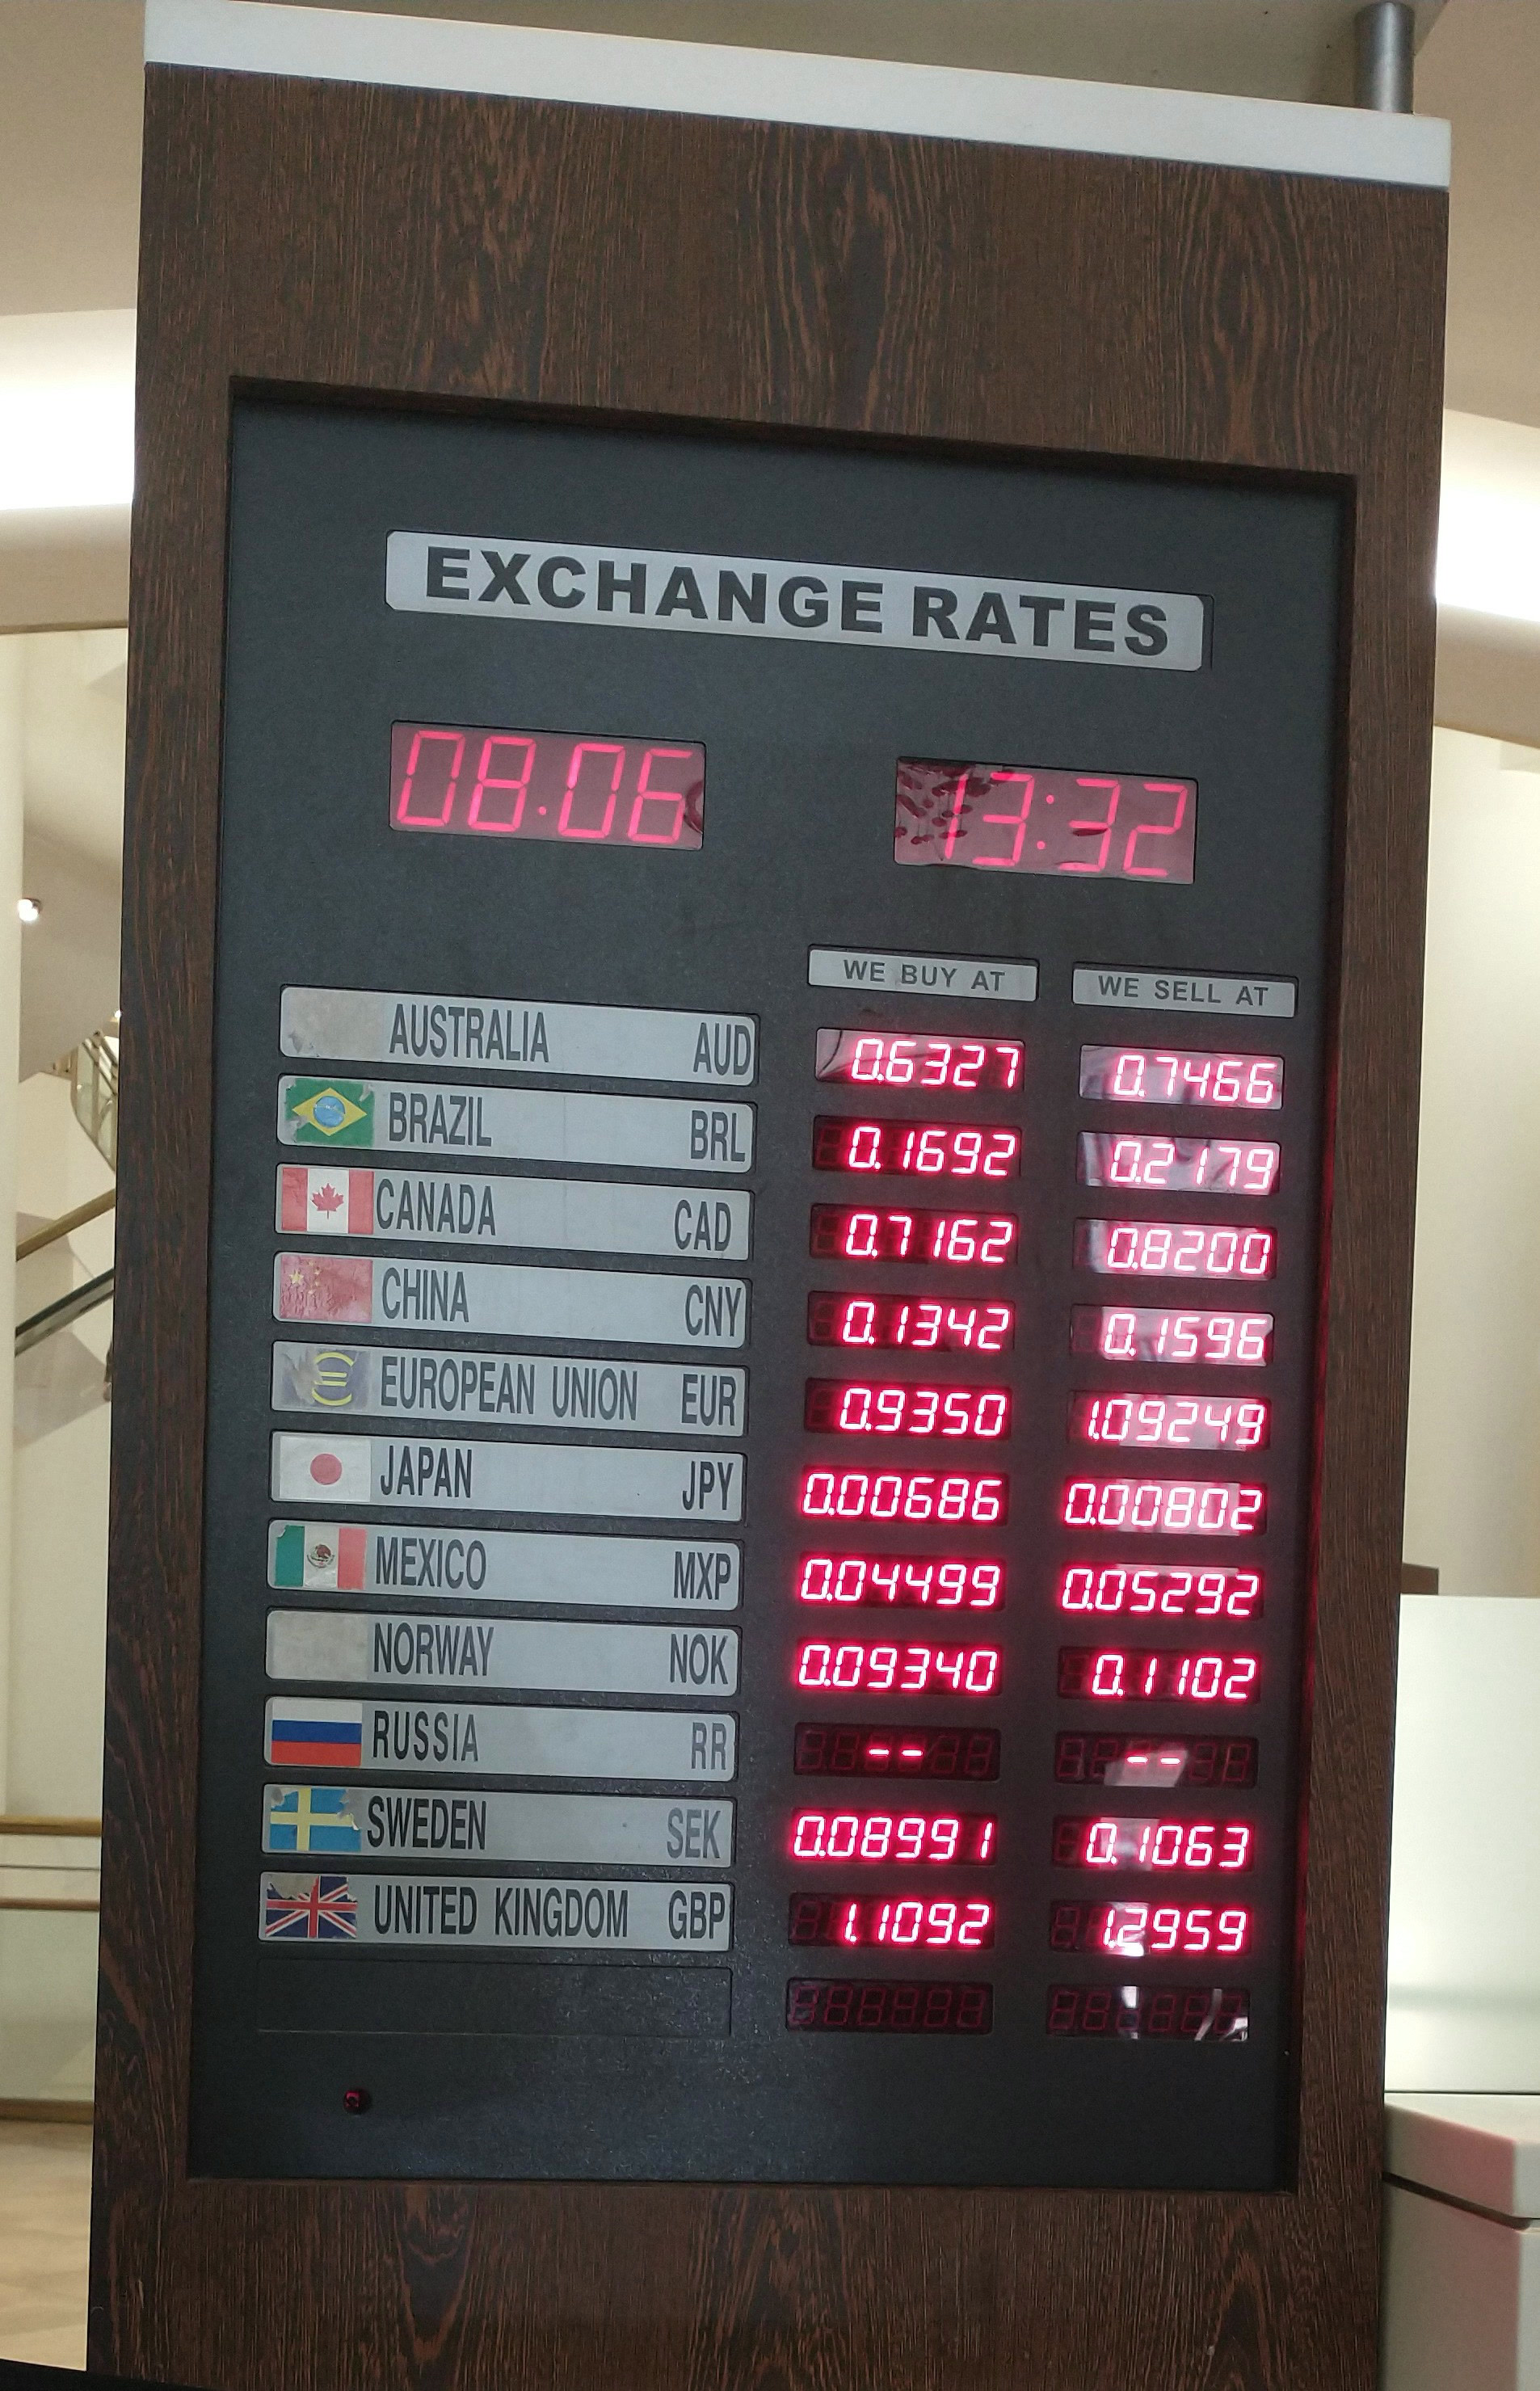 EXCHANGE RATES
08.06 13:32
WE BUY AT WE SELL AT
AUSTRALIA AUD 0.6327 0.7466
BRAZIL BRL 0.1692 0.2179
CANADA CAD 0.7162 0.8200
CHINA CNY 0.1342 0.1596
EUROPEAN UNION EUR 0.9350 1.09249
JAPAN JPY 0.00686 0.00802
MEXICO MXP 0.04499 0.05292
NORWAY NOK 0.09340 0.1102
RUSSIA RR -- --
SWEDEN SEK 0.08991 0.1063
UNITED KINGDOM GBP 1.1092 1.2959